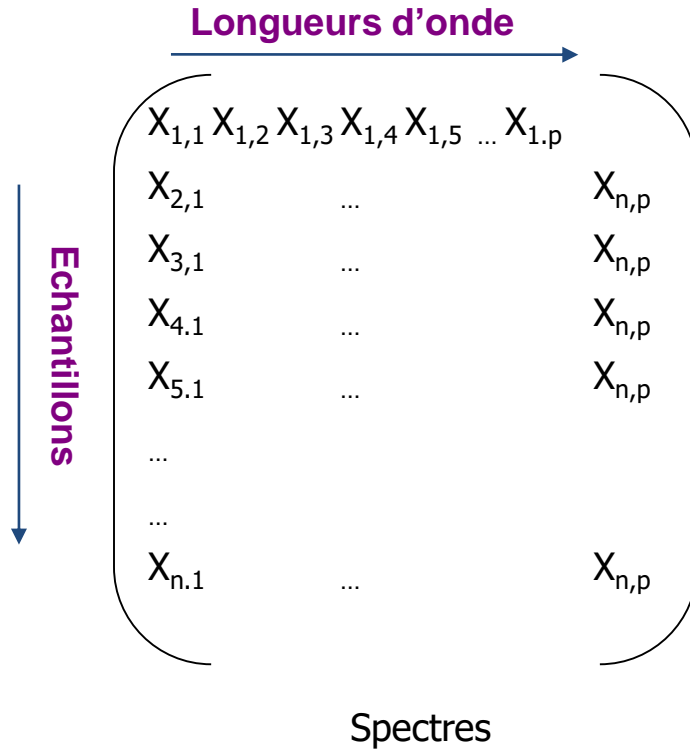 Longueurs d'onde
X1,1 X1,2 X1,3 X1,4 X1,5 ... X1.p
X2,1 ... Xn,p
X3,1 ... Xn,p
X4.1 ... Xn,p
X5.1 ... Xn,p
...
...
Xn.1 ... Xn,p
Echantillons
Spectres